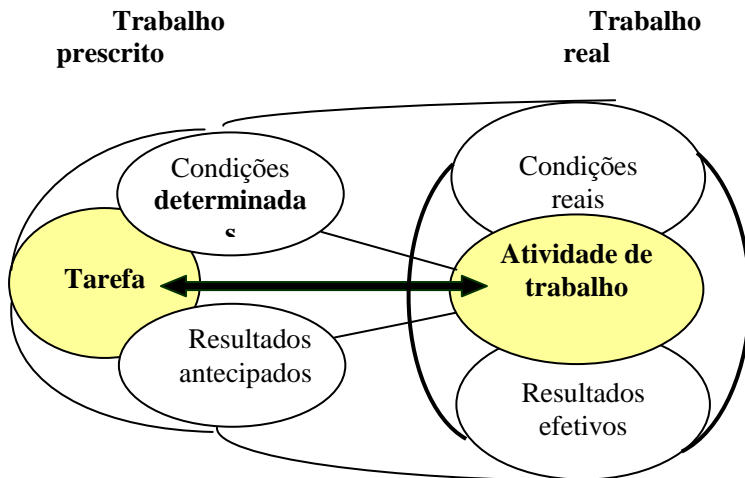 Trabalho
prescrito
Trabalho
real
Condições
determinada
s
Tarefa
Resultados
antecipados
Condições
reais
Atividade de
trabalho
Resultados
efetivos